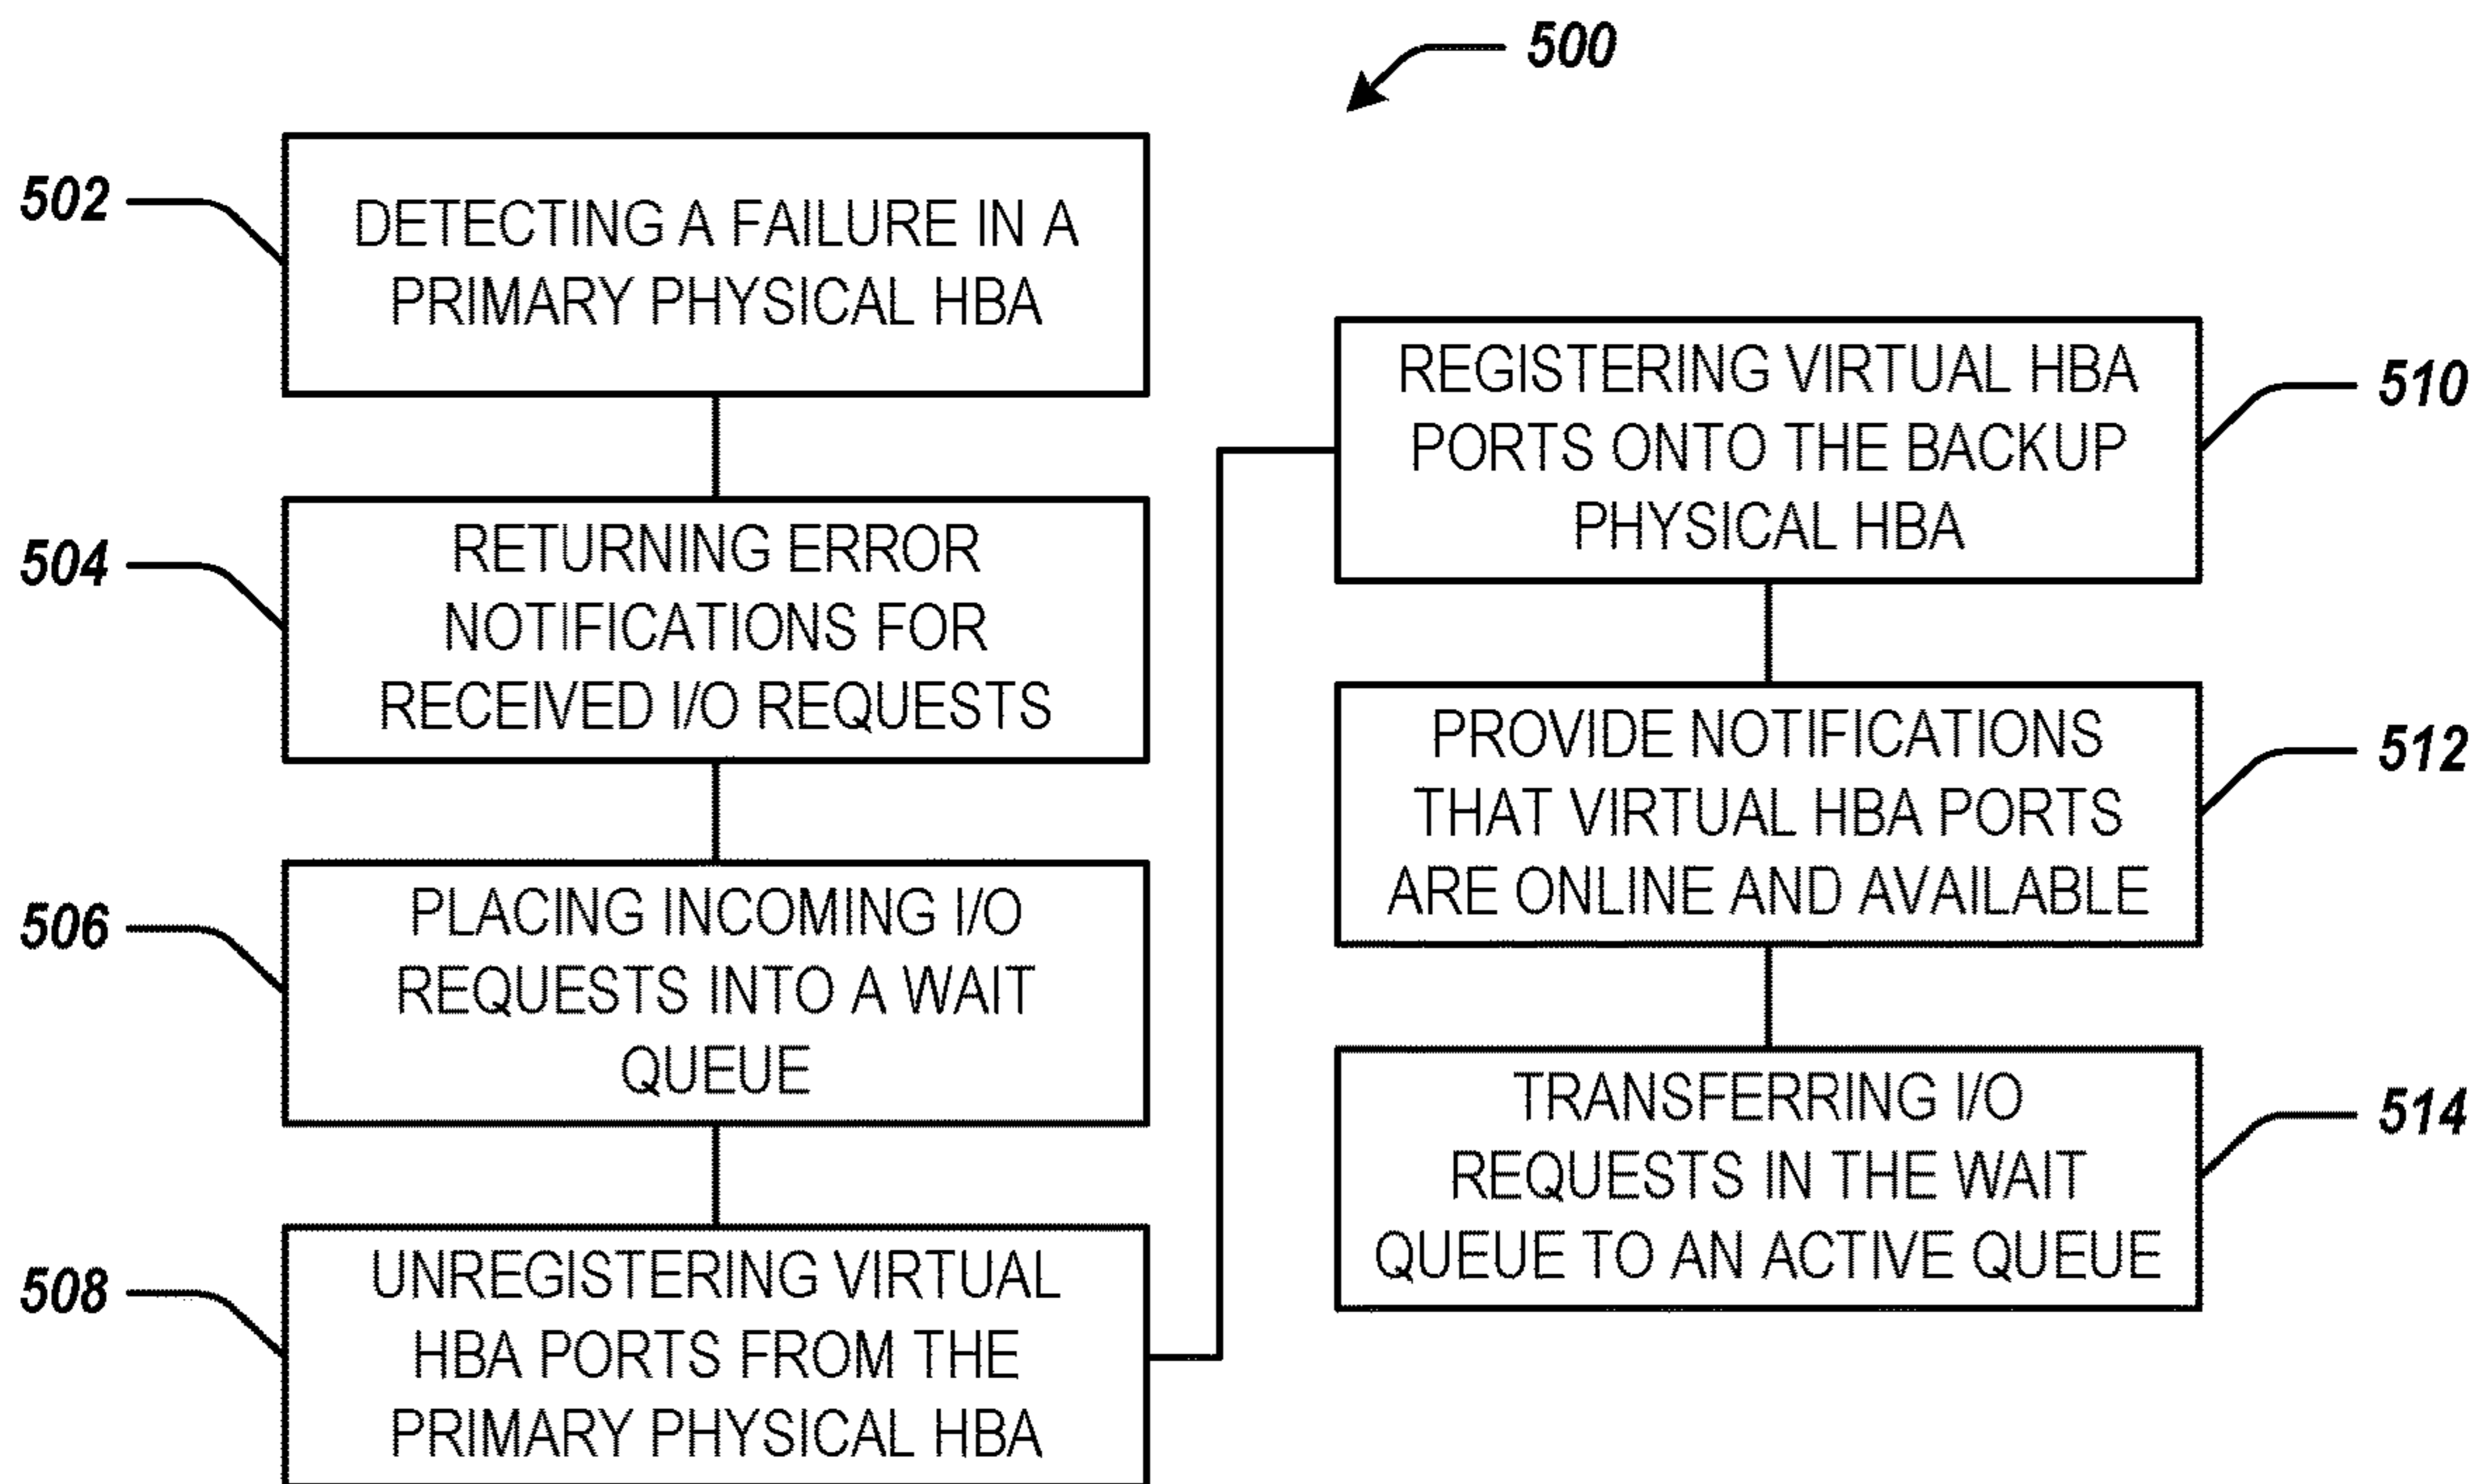 500
502
DETECTING A FAILURE IN A
PRIMARY PHYSICAL HBA
504
RETURNING ERROR
NOTIFICATIONS FOR
RECEIVED I/O REQUESTS
506
PLACING INCOMING I/O
REQUESTS INTO A WAIT
QUEUE
508
UNREGISTERING VIRTUAL
HBA PORTS FROM THE
PRIMARY PHYSICAL HBA
REGISTERING VIRTUAL HBA
PORTS ONTO THE BACKUP
PHYSICAL HBA
510
PROVIDE NOTIFICATIONS
THAT VIRTUAL HBA PORTS
ARE ONLINE AND AVAILABLE
512
TRANSFERRING I/O
REQUESTS IN THE WAIT
QUEUE TO AN ACTIVE QUEUE
514